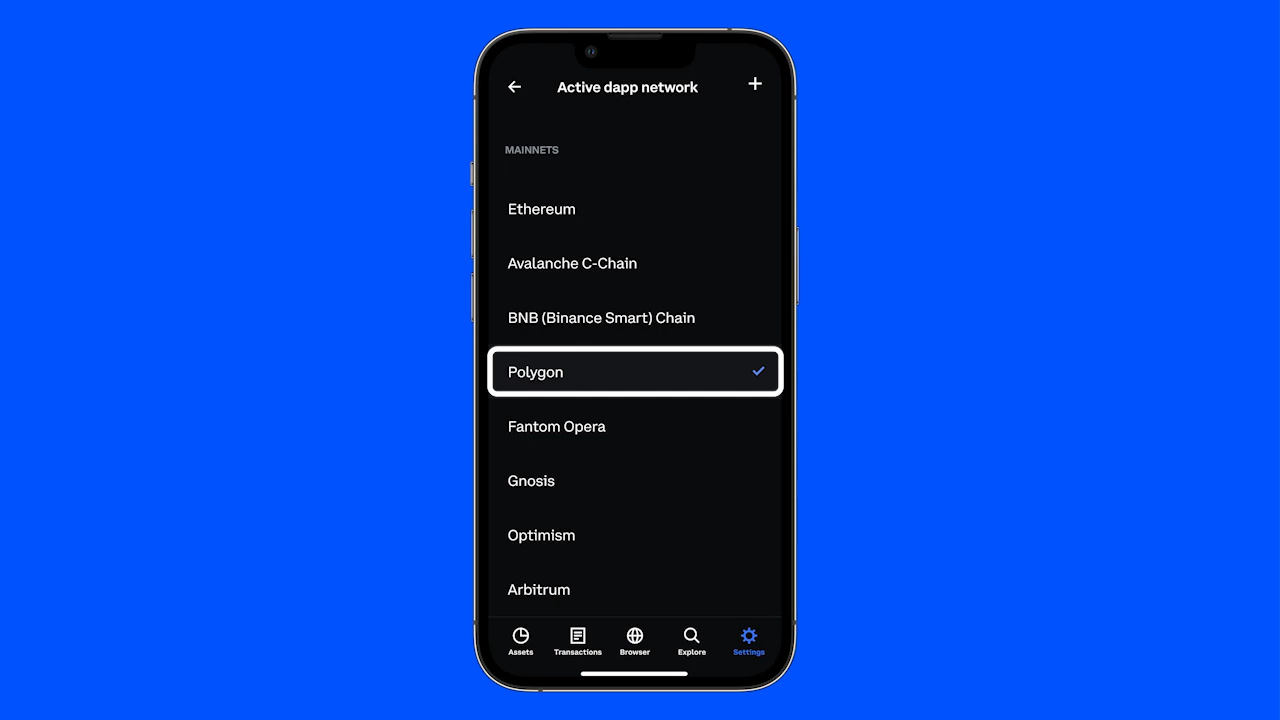 Active dapp network
MAINNETS
Ethereum
Avalanche C-Chain
BNB (Binance Smart) Chain
Polygon
Fantom Opera
Gnosis
Optimism
Arbitrum
Assets Transactions Browser Explore Settings